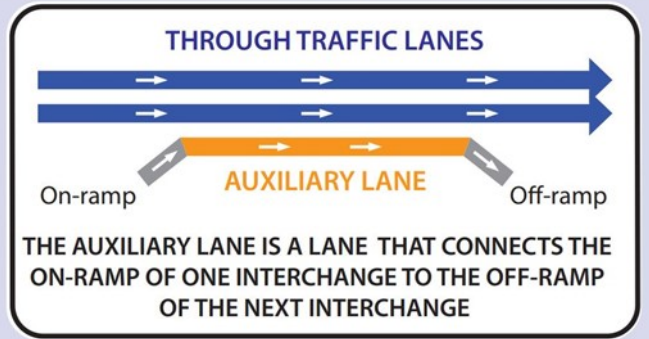 THROUGH TRAFFIC LANES
On-ramp
AUXILIARY LANE
Off-ramp
THE AUXILIARY LANE IS A LANE THAT CONNECTS THE
ON-RAMP OF ONE INTERCHANGE TO THE OFF-RAMP
OF THE NEXT INTERCHANGE